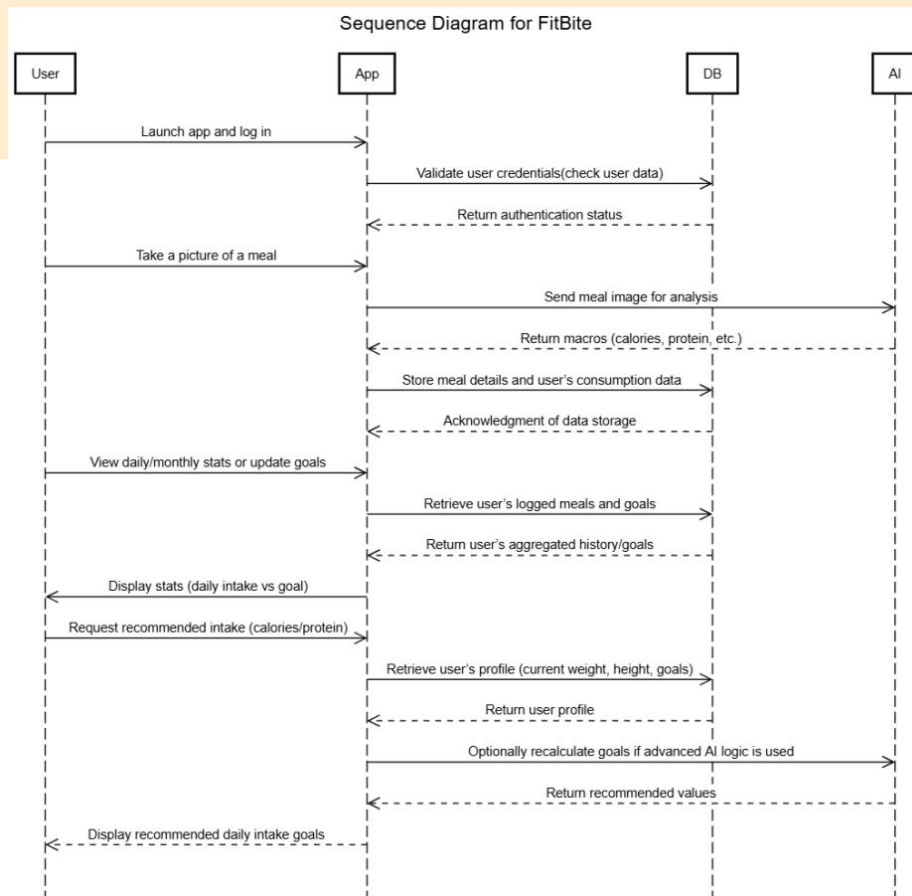 Sequence Diagram for FitBite
User
App
DB
AI
Launch app and log in
Validate user credentials(check user data)
Return authentication status
Take a picture of a meal
Send meal image for analysis
Return macros (calories, protein, etc.)
Store meal details and user's consumption data
Acknowledgment of data storage
View daily/monthly stats or update goals
Retrieve user's logged meals and goals
Return user's aggregated history/goals
Display stats (daily intake vs goal)
Request recommended intake (calories/protein)
Retrieve user's profile (current weight, height, goals)
Return user profile
Optionally recalculate goals if advanced AI logic is used
Return recommended values
Display recommended daily intake goals